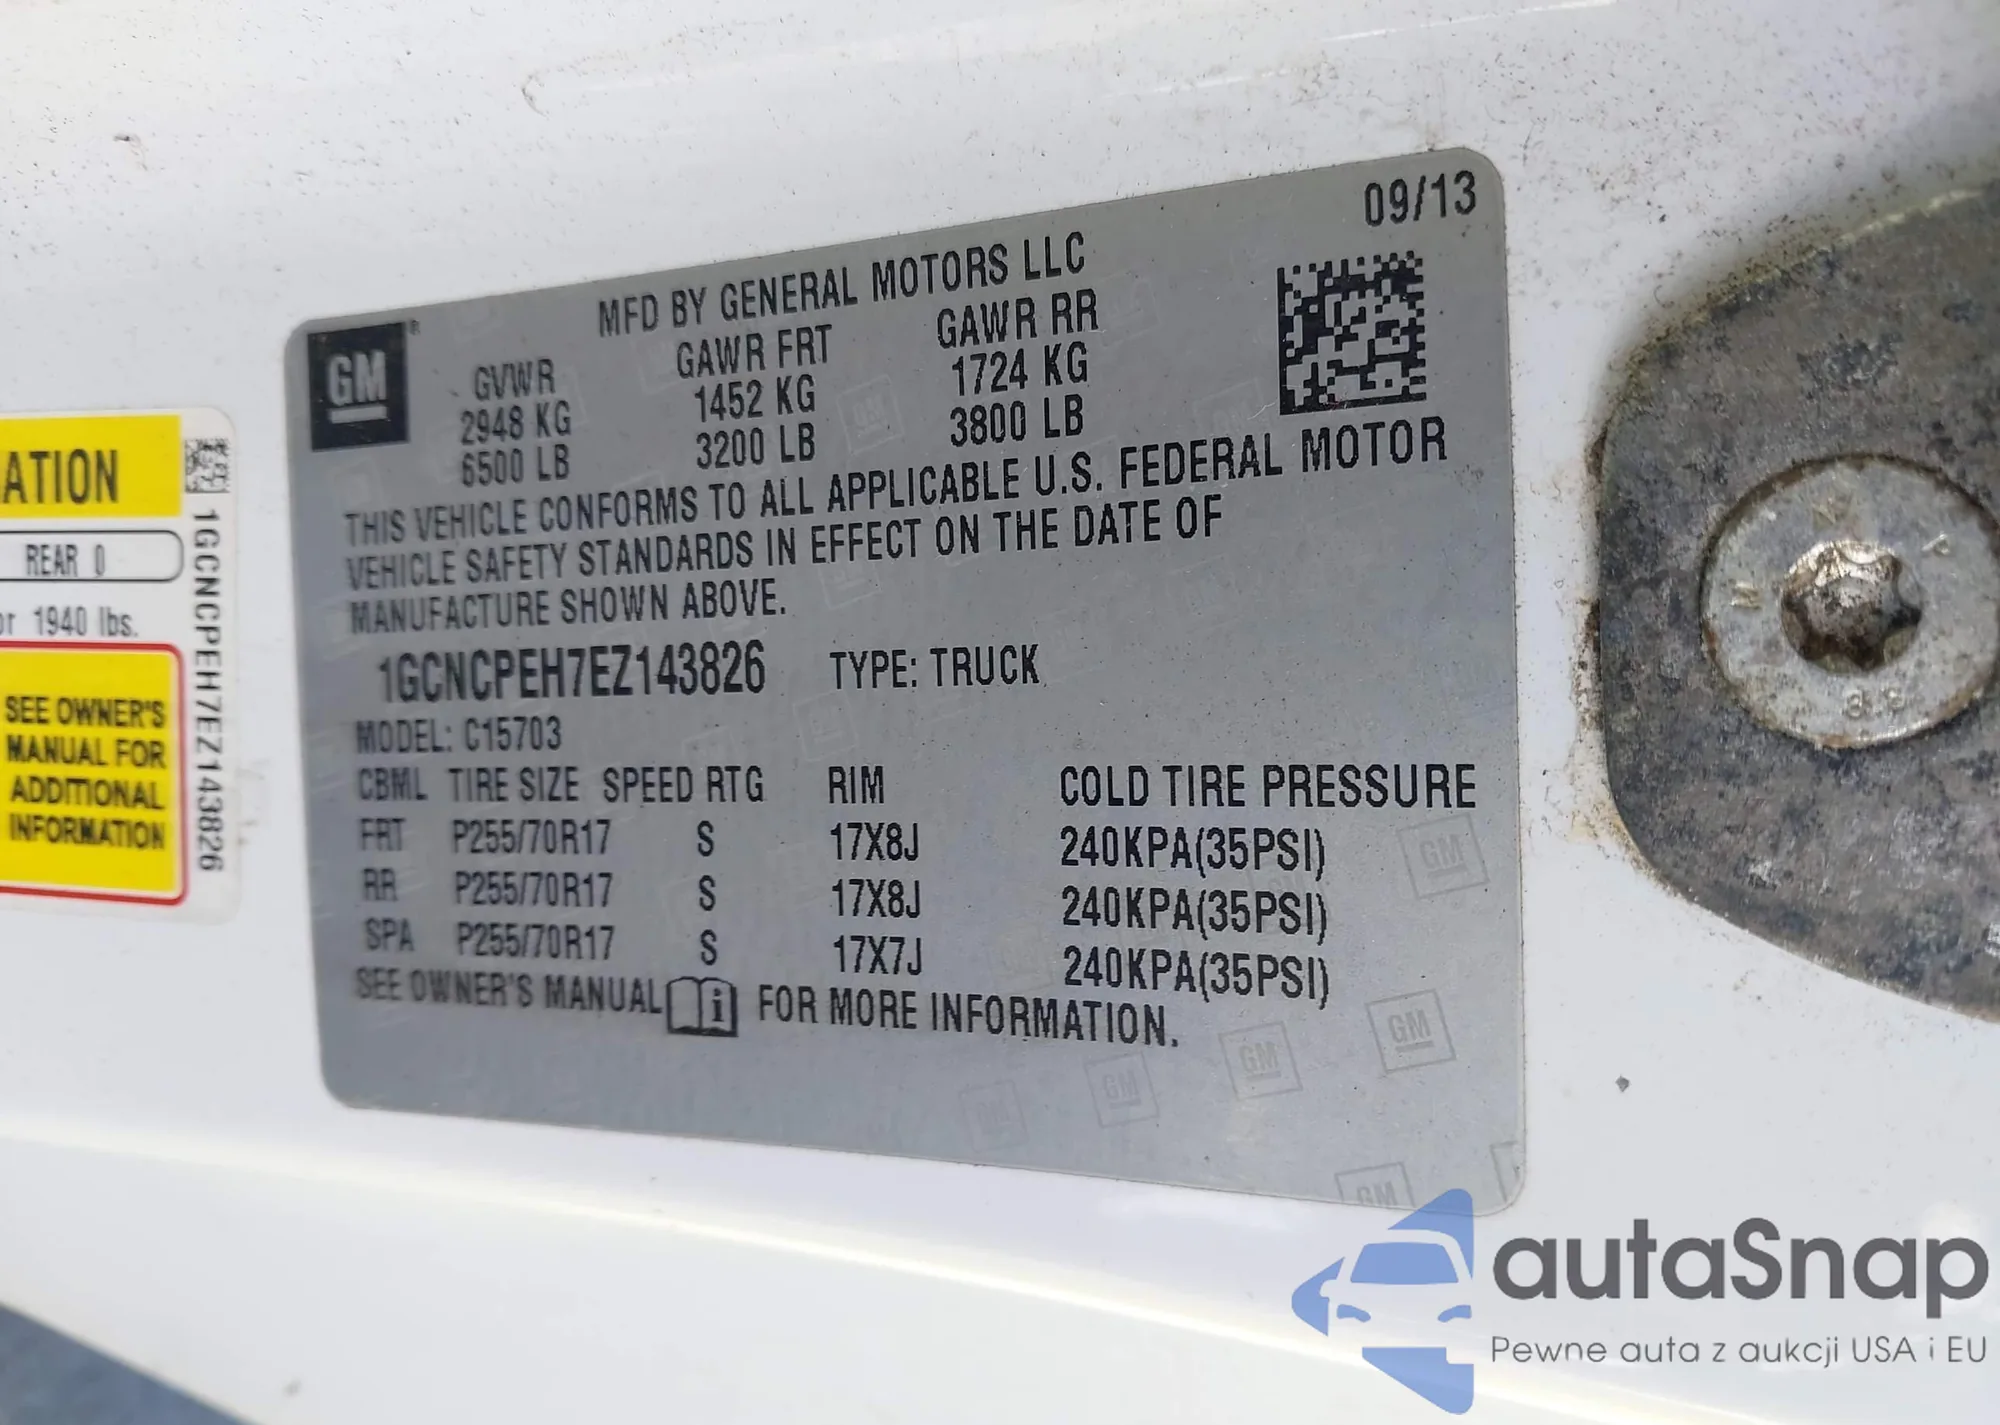 09/13
MFD BY GENERAL MOTORS LLC
GM
GVWR GAWR FRT GAWR RR
2948 KG 1452 KG 1724 KG
6500 LB 3200 LB 3800 LB
THIS VEHICLE CONFORMS TO ALL APPLICABLE U.S. FEDERAL MOTOR
VEHICLE SAFETY STANDARDS IN EFFECT ON THE DATE OF
MANUFACTURE SHOWN ABOVE.
1GCNCPEH7EZ143826 TYPE: TRUCK
MODEL: C15703
CBML TIRE SIZE SPEED RTG RIM COLD TIRE PRESSURE
FRT P255/70R17 S 17X8J 240KPA(35PSI)
RR P255/70R17 S 17X8J 240KPA(35PSI)
SPA P255/70R17 S 17X7J 240KPA(35PSI)
SEE OWNER'S MANUAL i FOR MORE INFORMATION.
ATION
REAR 0
or 1940 lbs.
SEE OWNER'S
MANUAL FOR
ADDITIONAL
INFORMATION
1GCNCPEH7EZ143826
autaSnap
Pewne auta z aukcji USA i EU